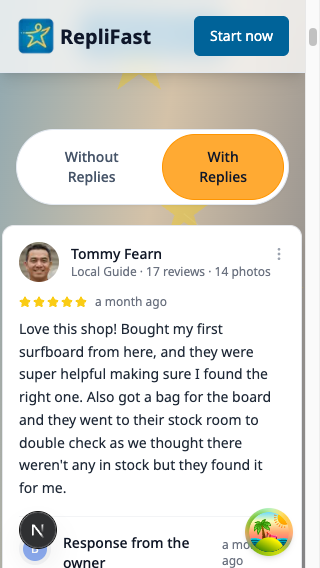 RepliFast
Start now
Without
Replies
With
Replies
Tommy Fearn
Local Guide · 17 reviews · 14 photos
a month ago
Love this shop! Bought my first
surfboard from here, and they were
super helpful making sure I found the
right one. Also got a bag for the board
and they went to their stock room to
double check as we thought there
weren't any in stock but they found it
for me.
N
Response from the
owner
ago